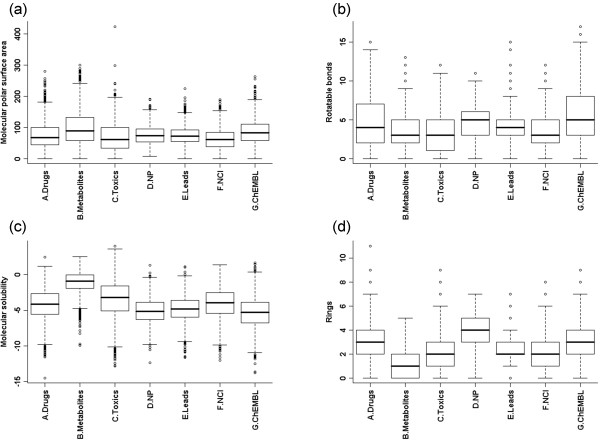 (a)
Molecular polar surface area
400
300
200
100
0
A.Drugs
B.Metabolites
C.Toxics
D.NP
E.Leads
F.NCI
G.ChEMBL
(b)
Rotatable bonds
15
10
5
0
A.Drugs
B.Metabolites
C.Toxics
D.NP
E.Leads
F.NCI
G.ChEMBL
(c)
Molecular solubility
0
-5
-10
-15
A.Drugs
B.Metabolites
C.Toxics
D.NP
E.Leads
F.NCI
G.ChEMBL
(d)
Rings
10
8
6
4
2
0
A.Drugs
B.Metabolites
C.Toxics
D.NP
E.Leads
F.NCI
G.ChEMBL